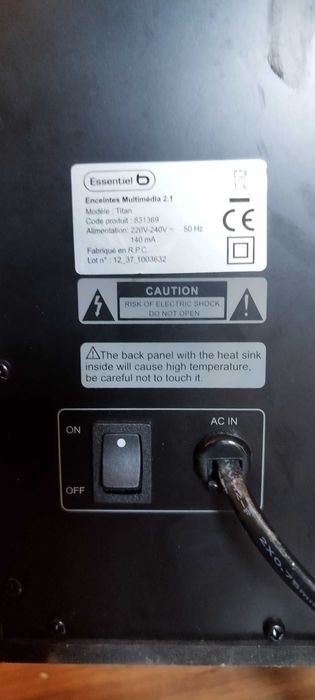 Essentiel b
Enceintes Multimédia 2.1
Modèle : Titan
Code produit : 831369
Alimentation: 220V-240V ~ 50 Hz
140 mA
Fabriqué en R.P.C
Lot n° : 12_37_1003632
CE
CAUTION
RISK OF ELECTRIC SHOCK
DO NOT OPEN
The back panel with the heat sink
inside will cause high temperature,
be careful not to touch it.
ON
AC IN
OFF
2X0.75mm